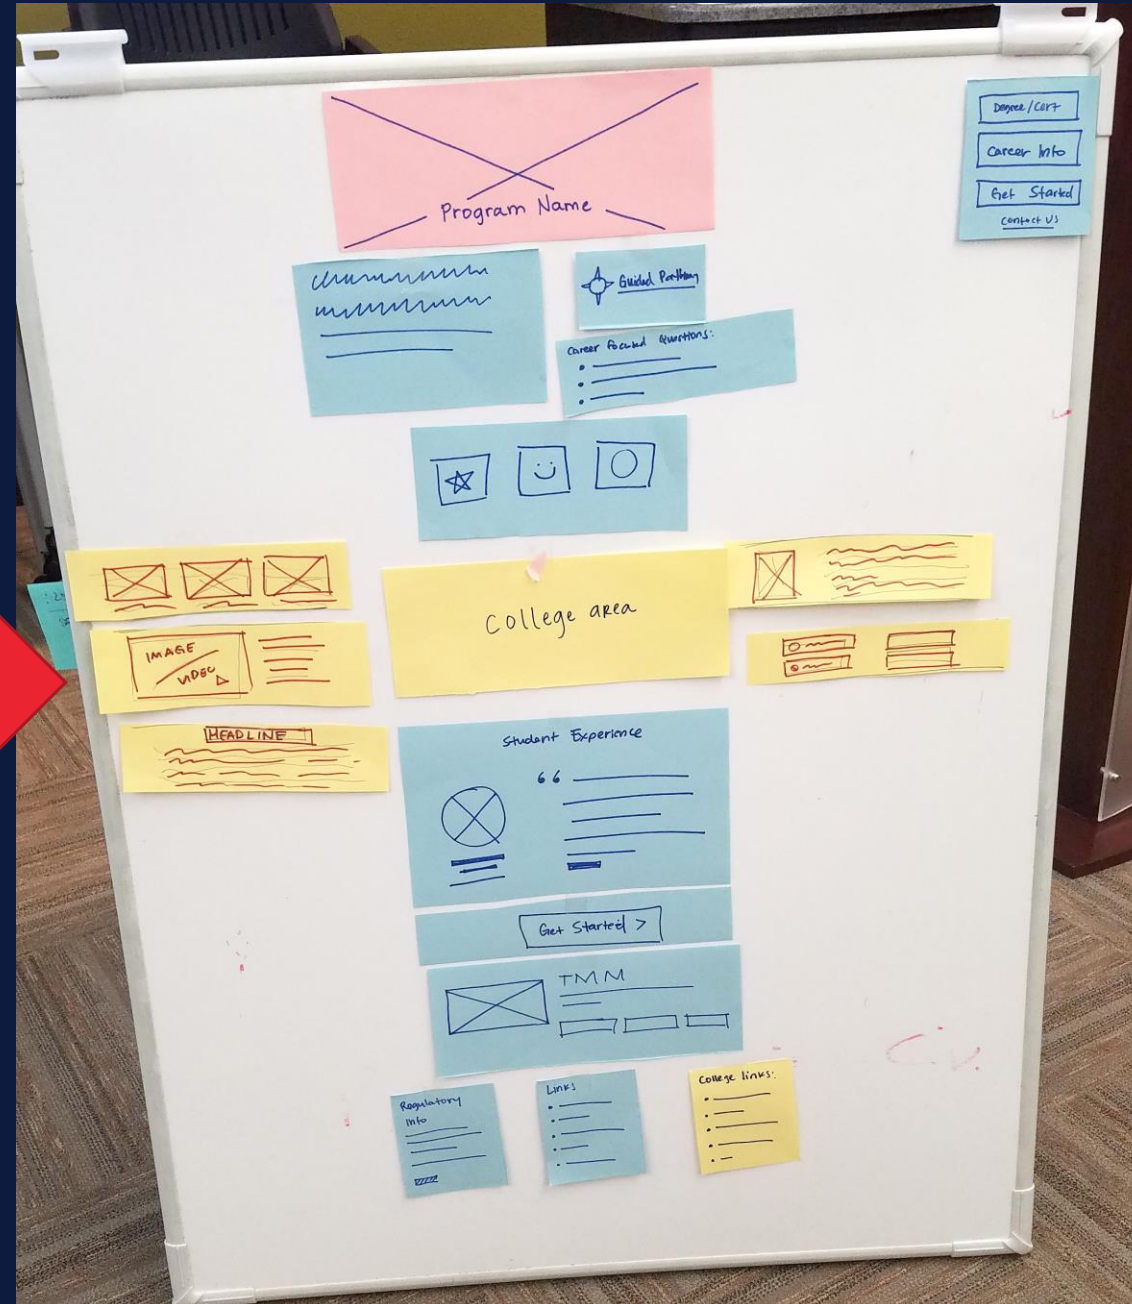 Program Name
Degree/Cert
Career Info
Get Started
Contact Us
Guided Pathway
Career Focused Questions:
College area
IMAGE
VIDEO
HEADLINE
Student Experience
“
Get Started >
TMM
Regulatory
Info
Links
College links: